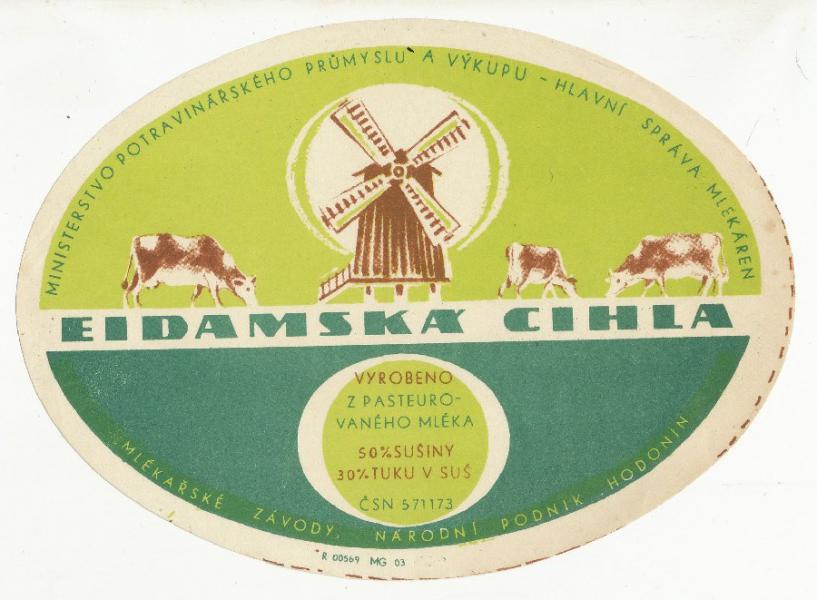 MINISTERSTVO POTRAVINÁŘSKÉHO PRŮMYSLU A VÝKUPU - HLAVNÍ SPRÁVA MLEKÁREN
EIDAMSKÁ CIHLA
VYROBENO
Z PASTEURO-
VANÉHO MLÉKA
50% SUŠINY
30% TUKU V SUŠ
ČSN 571173
MLÉKAŘSKÉ ZÁVODY, NÁRODNÍ PODNIK HODONÍN
R 00569 MG 03